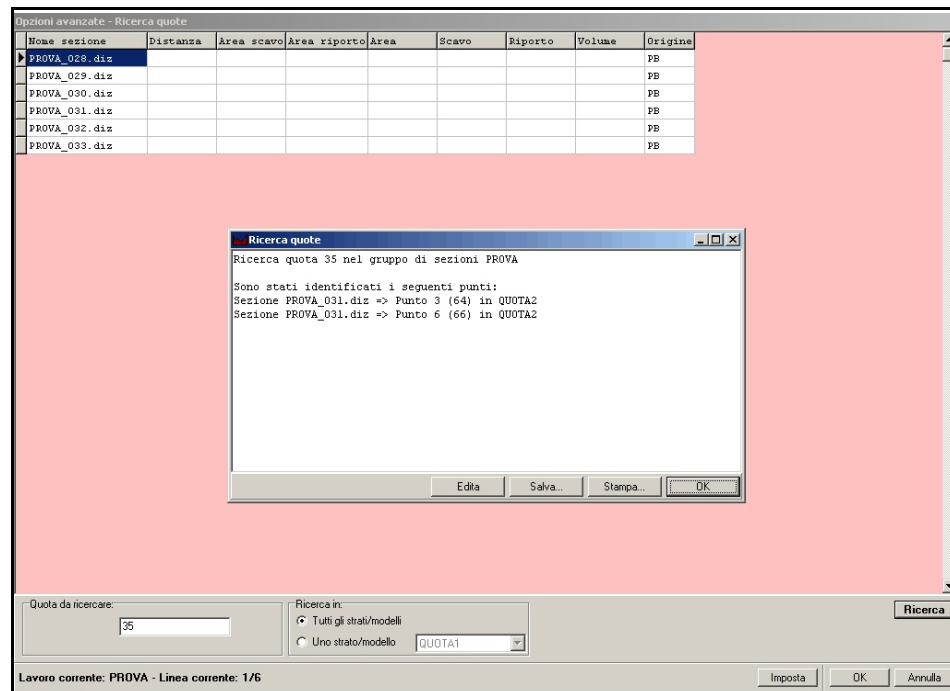 Opzioni avanzate - Ricerca quote
Nome sezione Distanza Area scavo Area riporto Area Scavo Riporto Volume Origine
PROVA_028.diz PB
PROVA_029.diz PB
PROVA_030.diz PB
PROVA_031.diz PB
PROVA_032.diz PB
PROVA_033.diz PB
Ricerca quote
Ricerca quota 35 nel gruppo di sezioni PROVA
Sono stati identificati i seguenti punti:
Sezione PROVA_031.diz => Punto 3 (64) in QUOTA2
Sezione PROVA_031.diz => Punto 6 (66) in QUOTA2
Edita Salva... Stampa... OK
Quota da ricercare:
35
Ricerca in:
Tutti gli strati/modelli
Uno strato/modello QUOTA1
Ricerca
Lavoro corrente: PROVA - Linea corrente: 1/6
Imposta OK Annulla